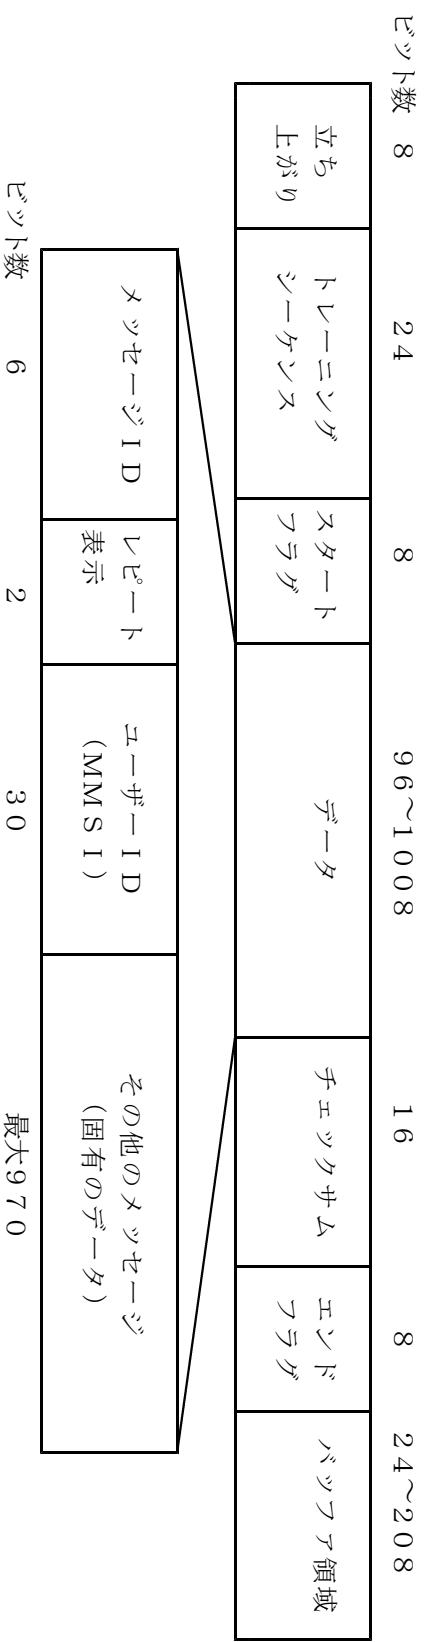 ビット数 8 24 8 96～1008 16 8 24～208
立ち
上がり
トレーニング
シーケンス
スタート
フラグ
データ
チェックサム
エンド
フラグ
バッファ領域
メッセージID
レピート
表示
ユーザーID
(MMSI)
その他のメッセージ
(固有のデータ)
ビット数 6 2 30 最大970